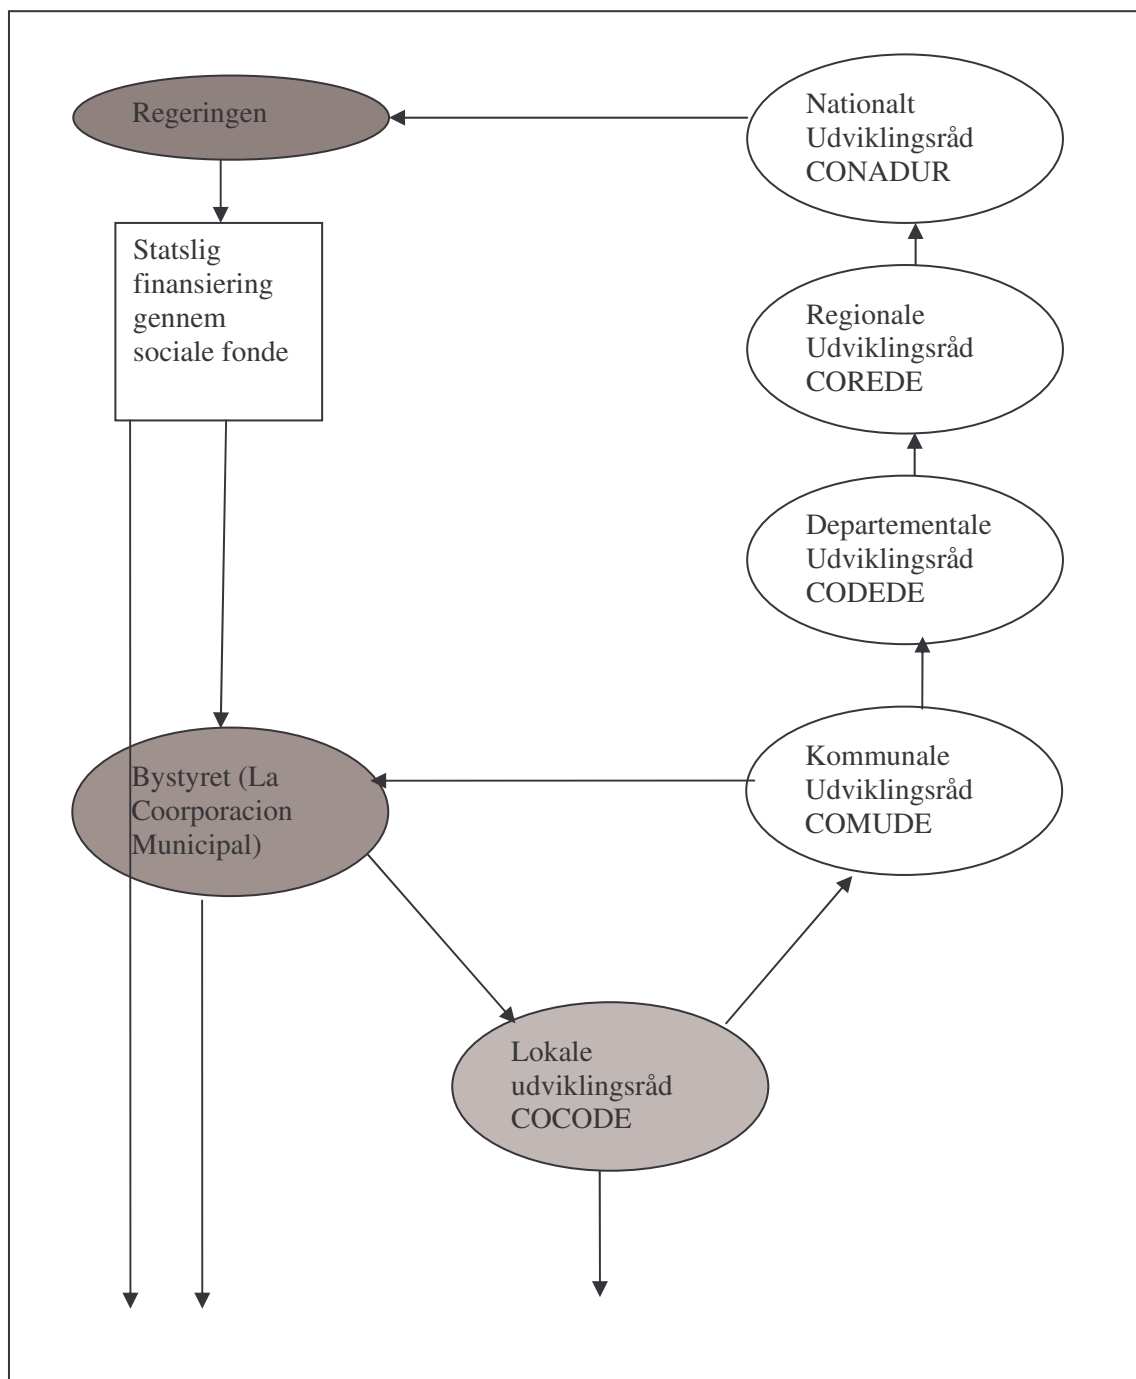 Regeringen
Nationalt
Udviklingsråd
CONADUR
Statslig
finansiering
gennem
sociale fonde
Regionale
Udviklingsråd
COREDE
Departementale
Udviklingsråd
CODEDE
Bystyret (La
Coorporacion
Municipal)
Kommunale
Udviklingsråd
COMUDE
Lokale
udviklingsråd
COCODE